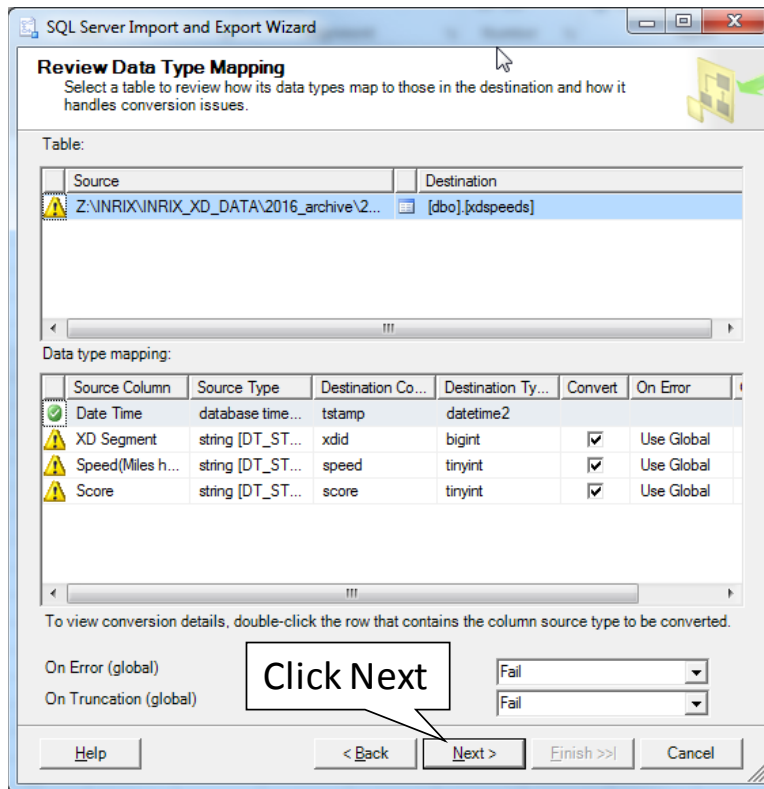 SQL Server Import and Export Wizard
Review Data Type Mapping
Select a table to review how its data types map to those in the destination and how it
handles conversion issues.
Table:
Source Destination
Z:\INRIX\INRIX_XD_DATA\2016_archive\2... [dbo].[xdspeeds]
Data type mapping:
Source Column Source Type Destination Co... Destination Ty... Convert On Error
Date Time database time... tstamp datetime2
XD Segment string [DT_ST... xdid bigint Use Global
Speed(Miles h... string [DT_ST... speed tinyint Use Global
Score string [DT_ST... score tinyint Use Global
To view conversion details, double-click the row that contains the column source type to be converted.
On Error (global) Fail
Click Next
On Truncation (global) Fail
Help < Back Next > Finish >>| Cancel